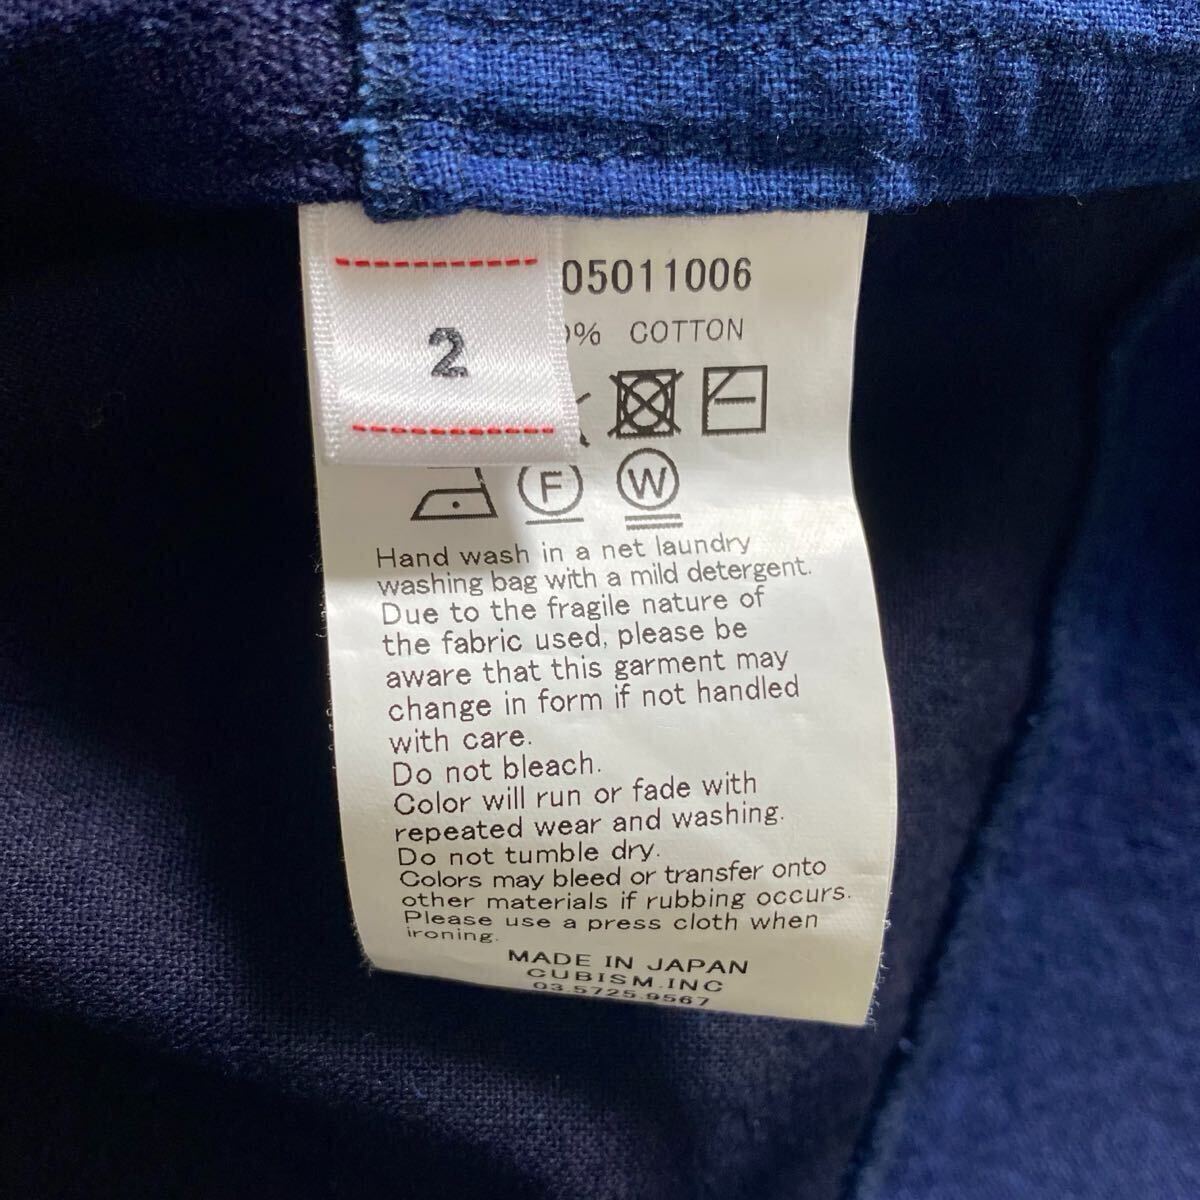 05011006
2
% COTTON
F W
Hand wash in a net laundry
washing bag with a mild detergent.
Due to the fragile nature of
the fabric used, please be
aware that this garment may
change in form if not handled
with care.
Do not bleach.
Color will run or fade with
repeated wear and washing.
Do not tumble dry.
Colors may bleed or transfer onto
other materials if rubbing occurs.
Please use a press cloth when
ironing.
MADE IN JAPAN
CUBISM.INC
03.5725.9567